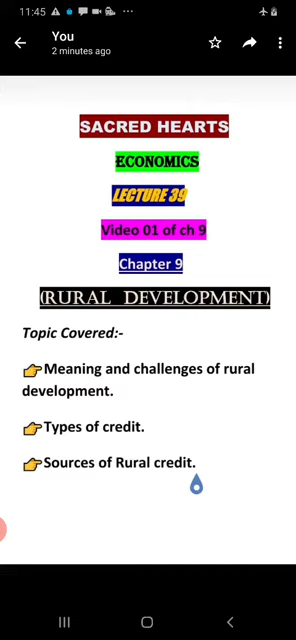 11:45
You
2 minutes ago
SACRED HEARTS
ECONOMICS
LECTURE 39
Video 01 of ch 9
Chapter 9
(RURAL DEVELOPMENT)
Topic Covered:-
👉Meaning and challenges of rural
development.
👉Types of credit.
👉Sources of Rural credit.